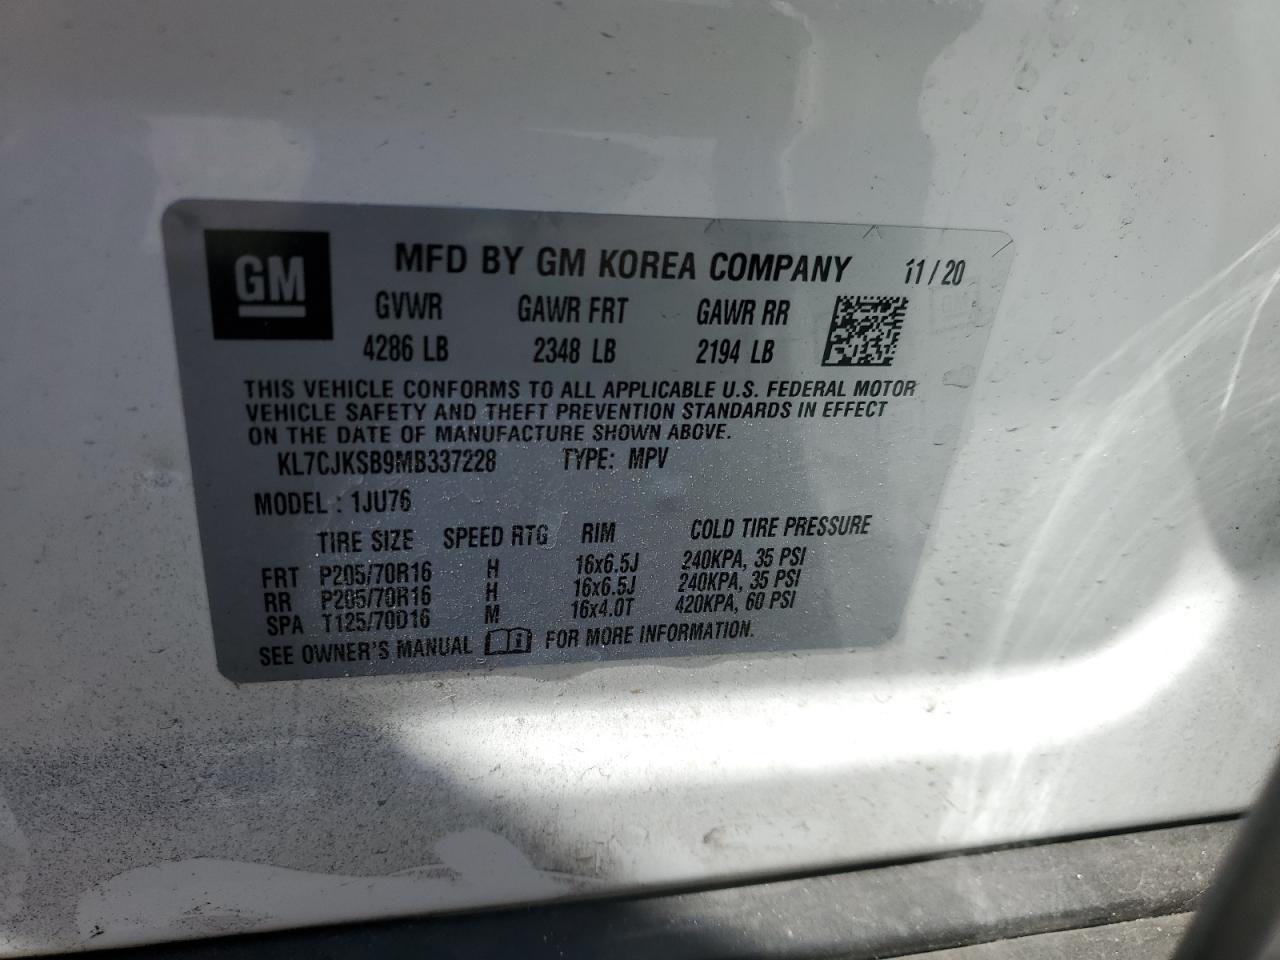 GM
MFD BY GM KOREA COMPANY 11/20
GVWR GAWR FRT GAWR RR
4286 LB 2348 LB 2194 LB
THIS VEHICLE CONFORMS TO ALL APPLICABLE U.S. FEDERAL MOTOR
VEHICLE SAFETY AND THEFT PREVENTION STANDARDS IN EFFECT
ON THE DATE OF MANUFACTURE SHOWN ABOVE.
KL7CJKSB9MB337228 TYPE: MPV
MODEL : 1JU76
TIRE SIZE SPEED RTG RIM COLD TIRE PRESSURE
FRT P205/70R16 H 16x6.5J 240KPA, 35 PSI
RR P205/70R16 H 16x6.5J 240KPA, 35 PSI
SPA T125/70D16 M 16x4.0T 420KPA, 60 PSI
SEE OWNER'S MANUAL FOR MORE INFORMATION.